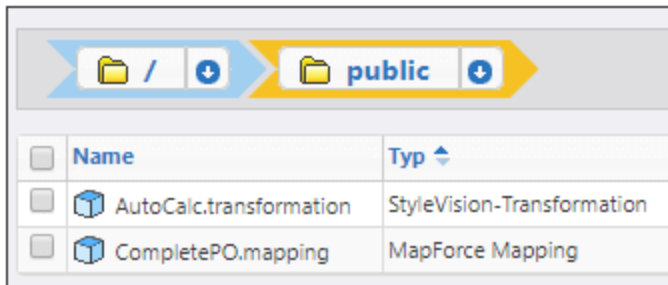 / public
Name Typ
AutoCalc.transformation StyleVision-Transformation
CompletePO.mapping MapForce Mapping